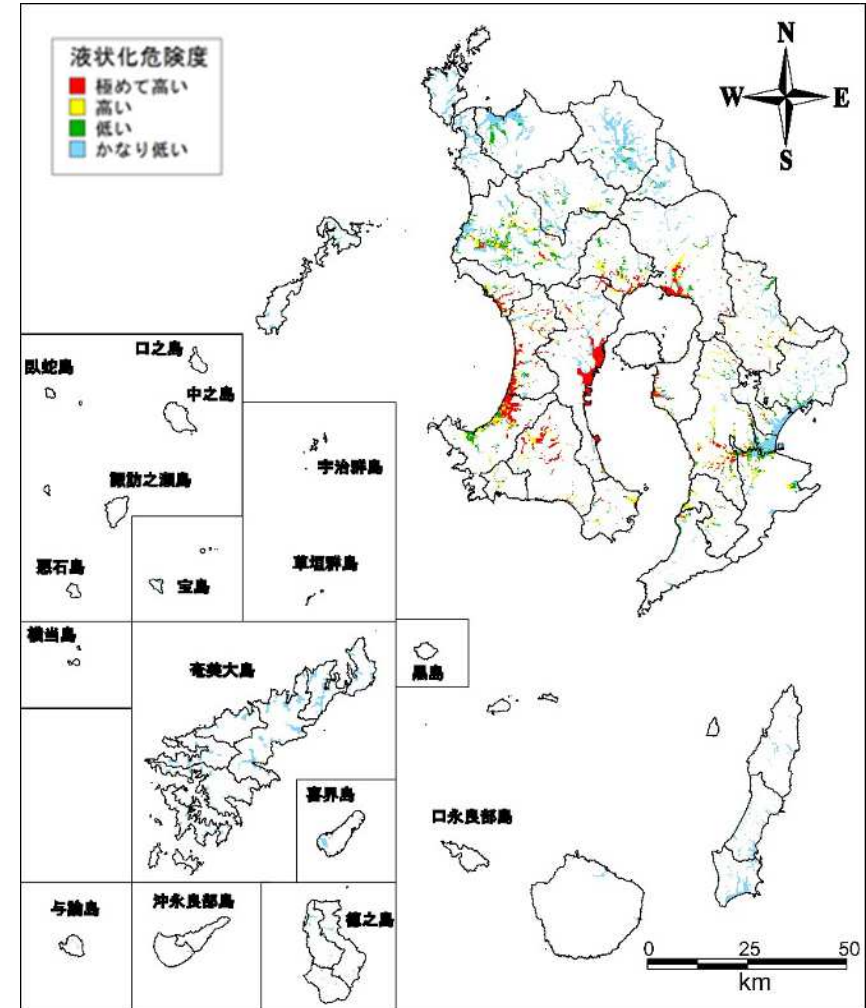 液状化危険度
極めて高い
高い
低い
かなり低い
N
W
E
S
口之島
臥蛇島
中之島
諏訪之瀬島
宇治群島
悪石島
宝島
草垣群島
横当島
奄美大島
黒島
喜界島
口永良部島
与論島
沖永良部島
徳之島
0 25 50
km